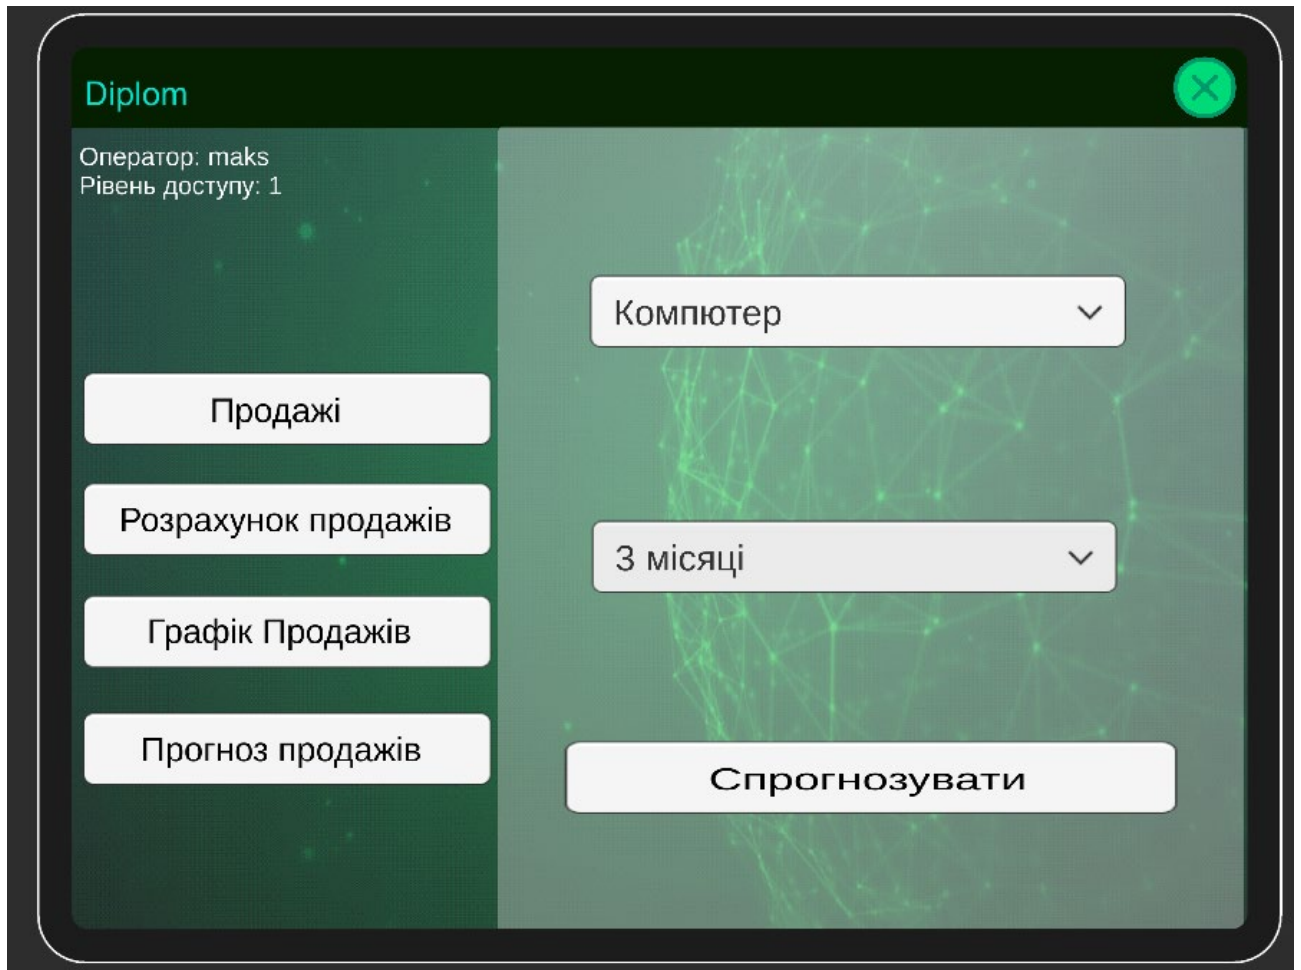 Diplom
Оператор: maks
Рівень доступу: 1
Компютер
Продажі
Розрахунок продажів
3 місяці
Графік Продажів
Прогноз продажів
Спрогнозувати